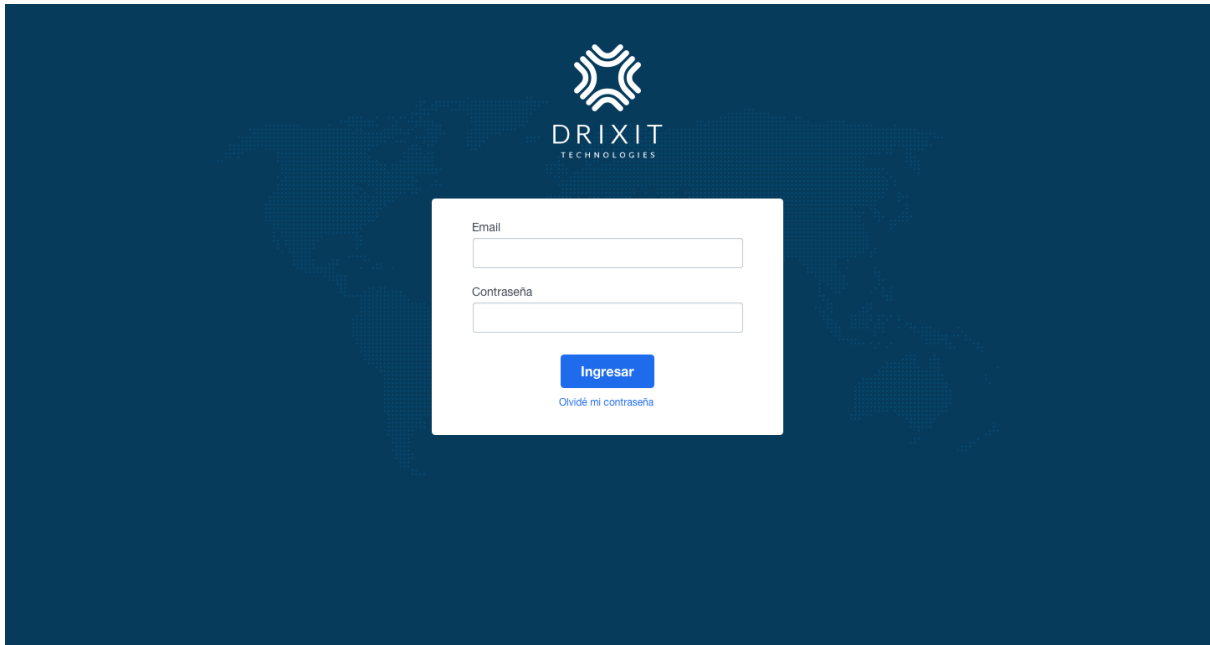 DRIXIT
TECHNOLOGIES
Email
Contraseña
Ingresar
Olvidé mi contraseña